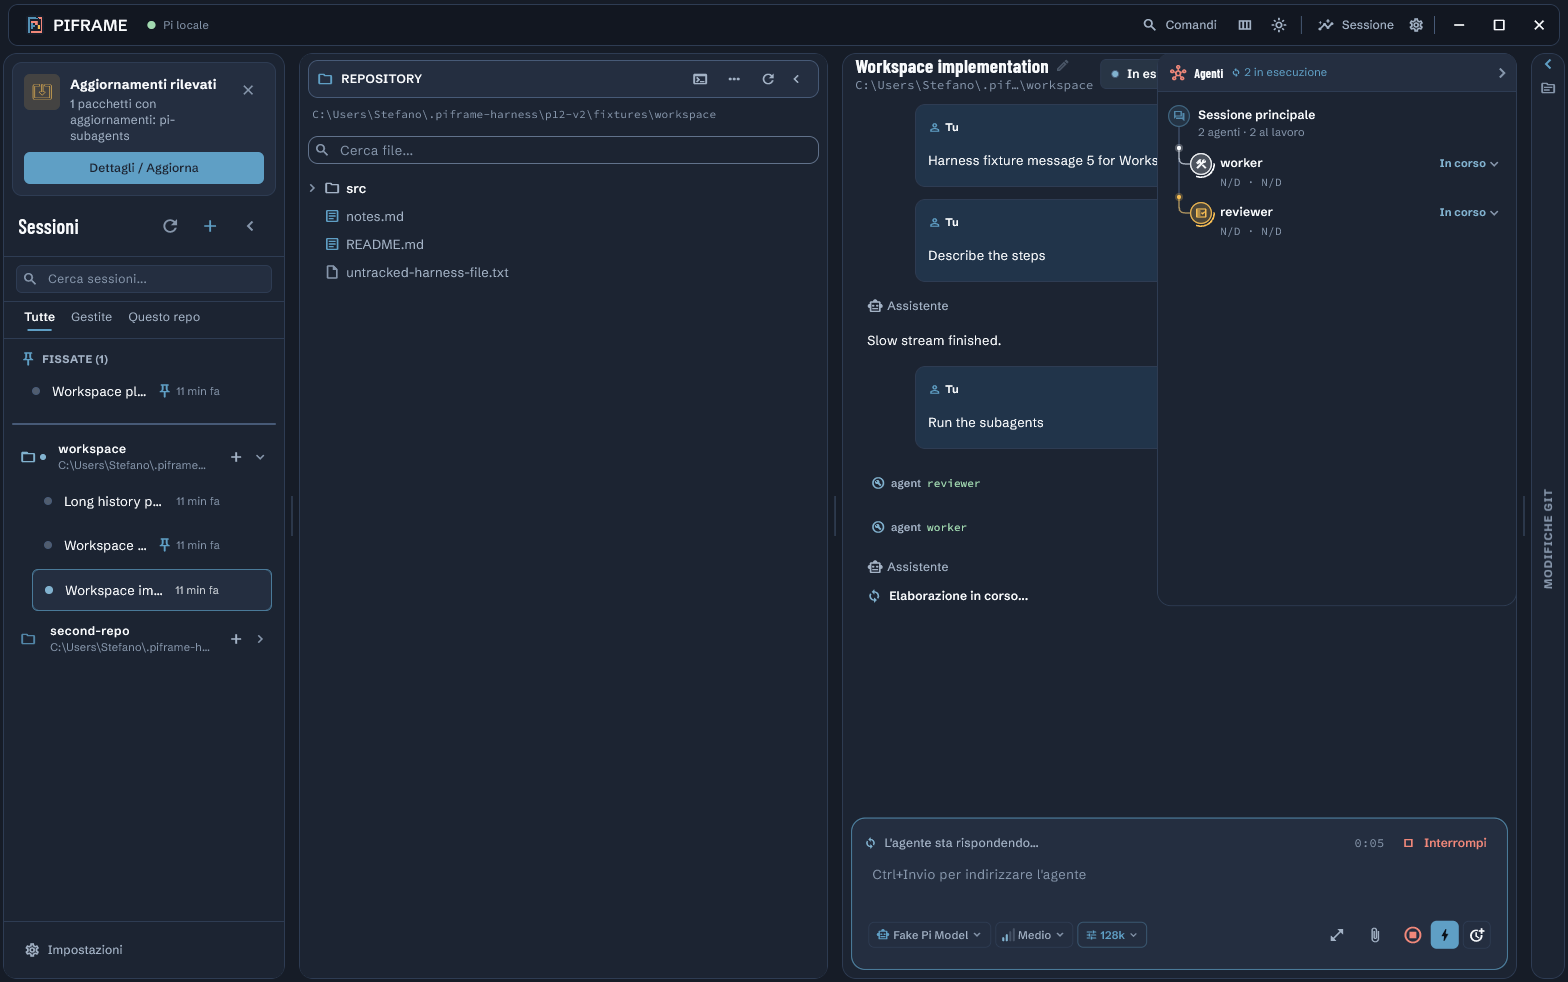 PIFRAME
Pi locale
Comandi
Sessione
Aggiornamenti rilevati
1 pacchetti con
aggiornamenti: pi-
subagents
Dettagli / Aggiorna
Sessioni
Cerca sessioni...
Tutte Gestite Questo repo
FISSATE (1)
Workspace pl... 11 min fa
workspace
C:\Users\Stefano\.piframe...
Long history p... 11 min fa
Workspace ... 11 min fa
Workspace im... 11 min fa
second-repo
C:\Users\Stefano\.piframe-h...
Impostazioni
REPOSITORY
C:\Users\Stefano\.piframe-harness\p12-v2\fixtures\workspace
Cerca file...
src
notes.md
README.md
untracked-harness-file.txt
Workspace implementation
C:\Users\Stefano\.pif…\workspace
In es
Tu
Harness fixture message 5 for Works
Tu
Describe the steps
Assistente
Slow stream finished.
Tu
Run the subagents
agent reviewer
agent worker
Assistente
Elaborazione in corso...
Agenti 2 in esecuzione
Sessione principale
2 agenti · 2 al lavoro
worker In corso
N/D · N/D
reviewer In corso
N/D · N/D
L'agente sta rispondendo... 0:05 Interrompi
Ctrl+Invio per indirizzare l'agente
Fake Pi Model Medio 128k
MODIFICHE GIT